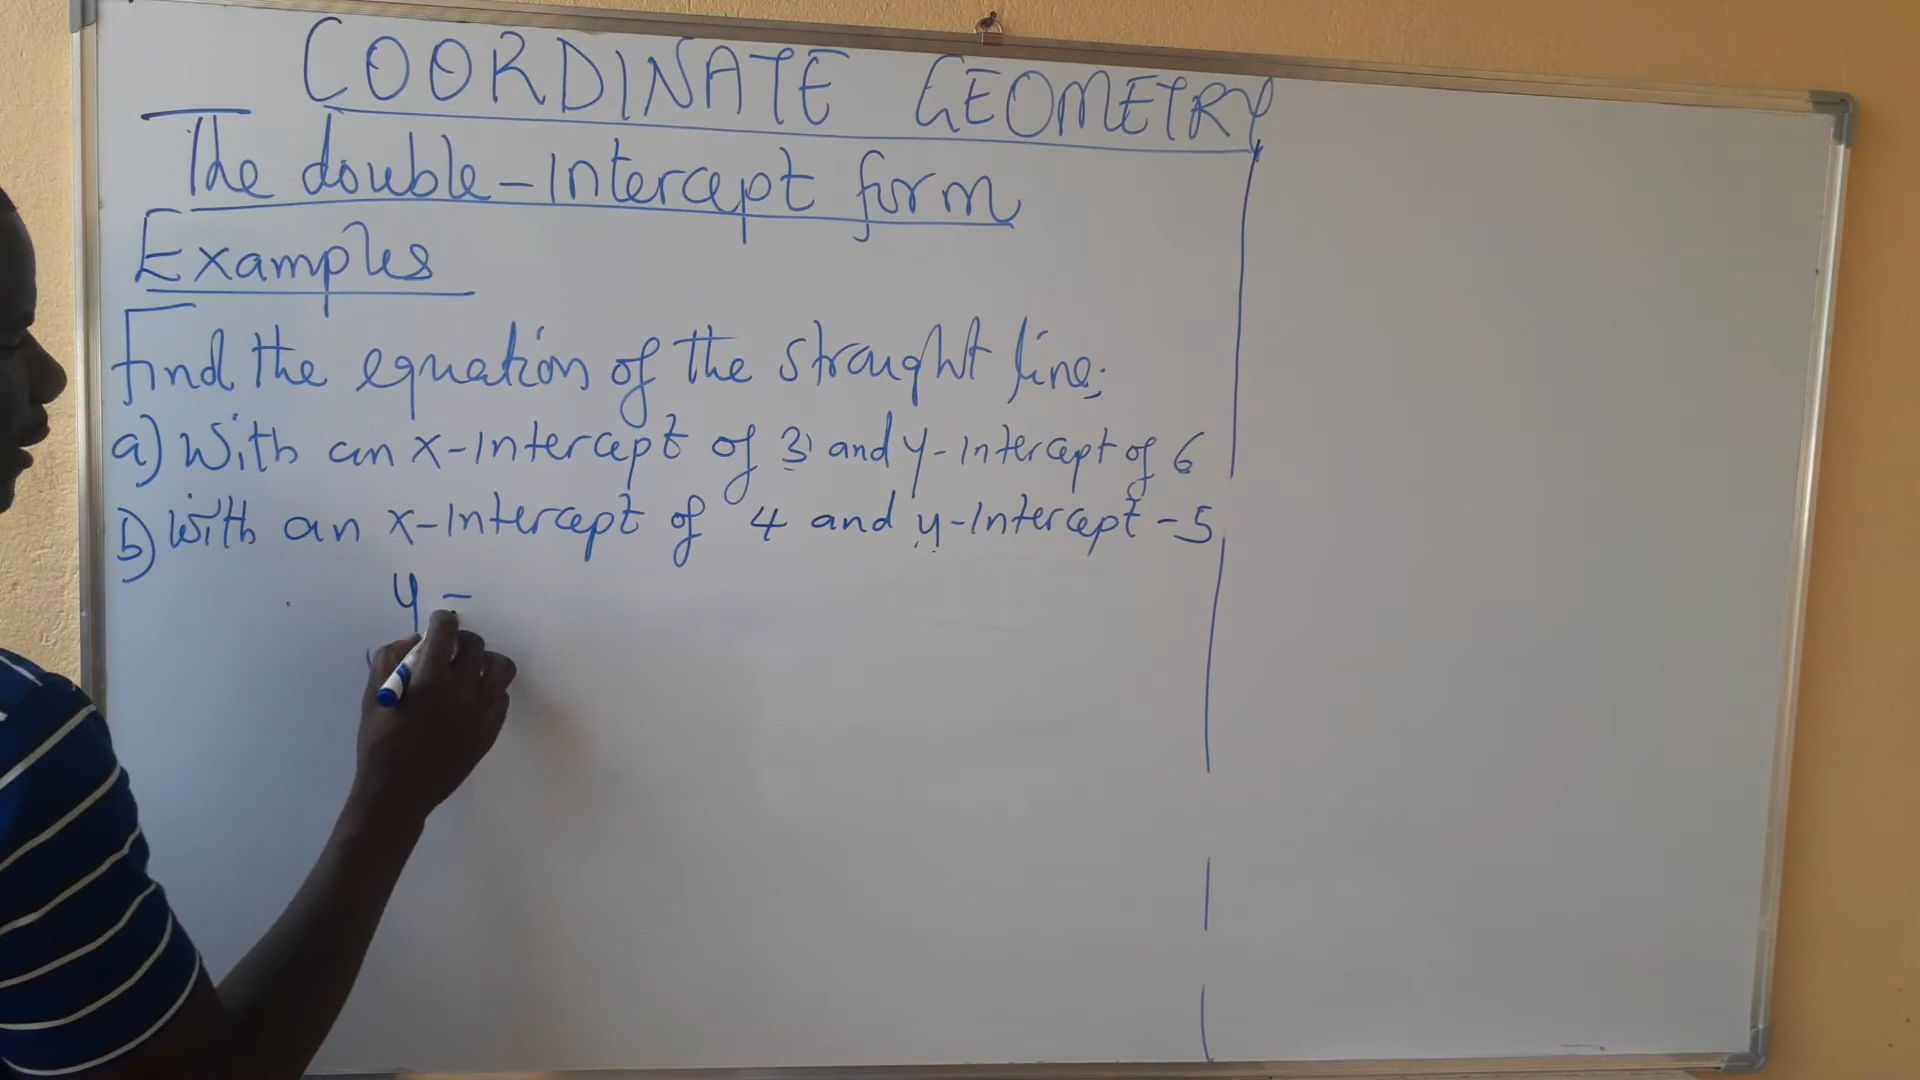 COORDINATE GEOMETRY
The double-intercept form
Examples
Find the equation of the straight line;
a) With an x-intercept of 3 and y-intercept of 6
b) With an x-intercept of 4 and y-intercept -5
y =